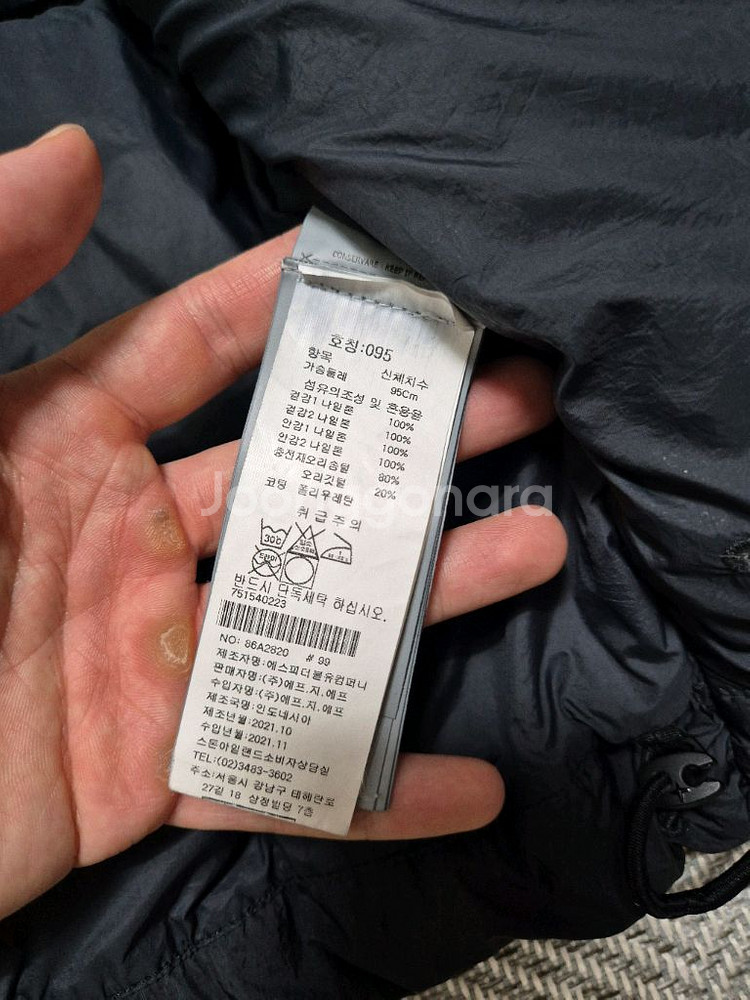 CONSERVARE - KEEP
호칭:095
항목 신체치수
가슴둘레 95Cm
섬유의조성 및 혼용율
겉감1 나일론 100%
겉감2 나일론 100%
안감1 나일론 100%
안감2 나일론 100%
충전재오리솜털 80%
오리깃털 20%
코팅 폴리우레탄
취급주의
30℃
반드시 단독세탁 하십시오.
751540223
NO: 86A2820 # 99
제조자명:에스피더블유컴퍼니
판매자명:(주)에프.지.에프
수입자명:(주)에프.지.에프
제조국명:인도네시아
제조년월:2021.10
수입년월:2021.11
스톤아일랜드소비자상담실
TEL:(02)3483-3602
주소:서울시 강남구 테헤란로
27길 18 삼정빌딩 7층
Joonggonara